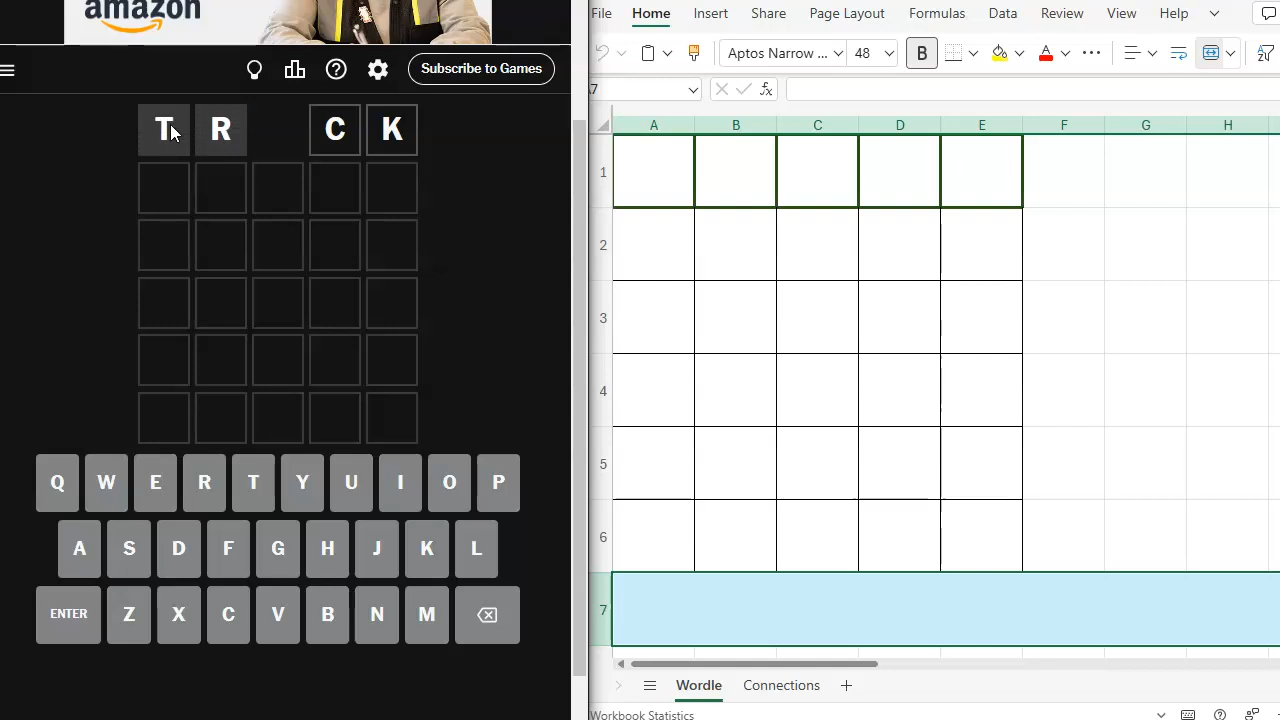 amazon
Subscribe to Games
T R C K
Q W E R T Y U I O P
A S D F G H J K L
ENTER Z X C V B N M
File Home Insert Share Page Layout Formulas Data Review View Help
Aptos Narrow ... 48 B A ...
fx
A B C D E F G H
1
2
3
4
5
6
7
Wordle Connections
Workbook Statistics